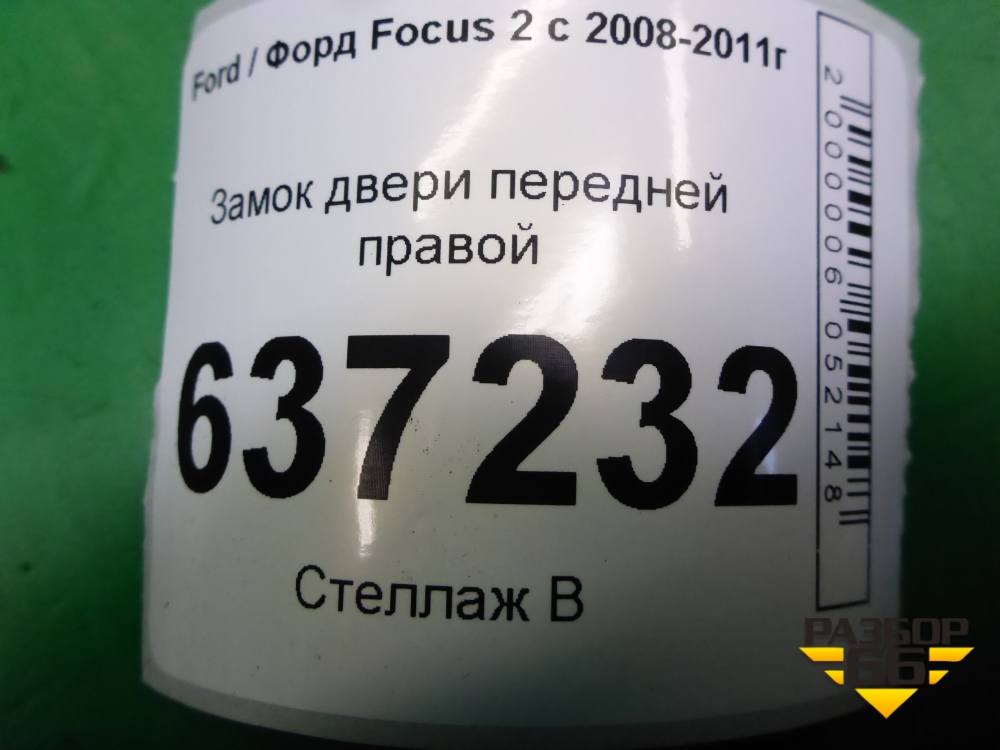 Ford / Форд Focus 2 с 2008-2011г
Замок двери передней
правой
637232
Стеллаж В
2000006052148
РАЗБОР
66